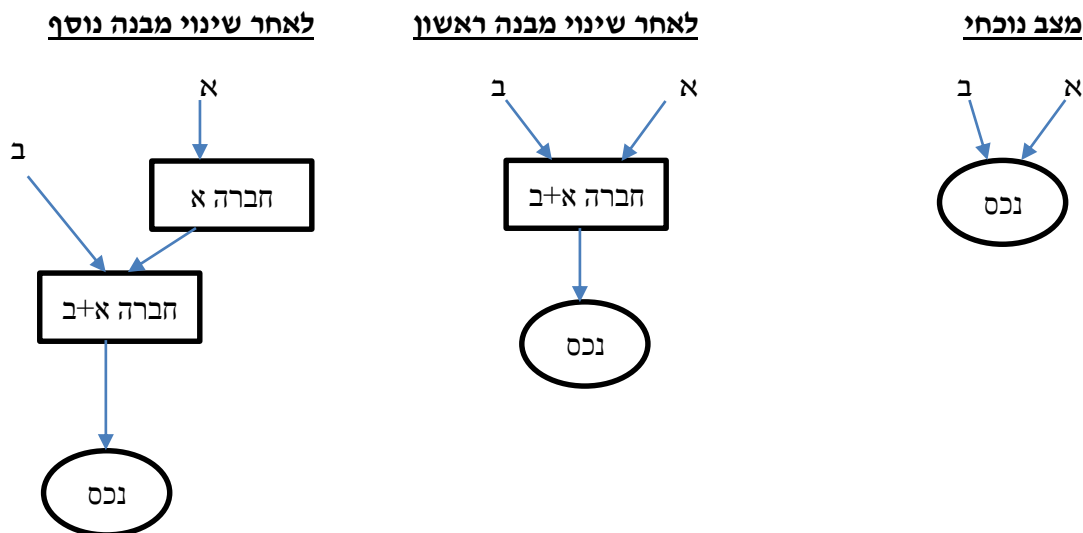 מצב נוכחי
לאחר שינוי מבנה ראשון
לאחר שינוי מבנה נוסף
א
ב
נכס
א
ב
חברה א+ב
נכס
א
ב
חברה א
חברה א+ב
נכס